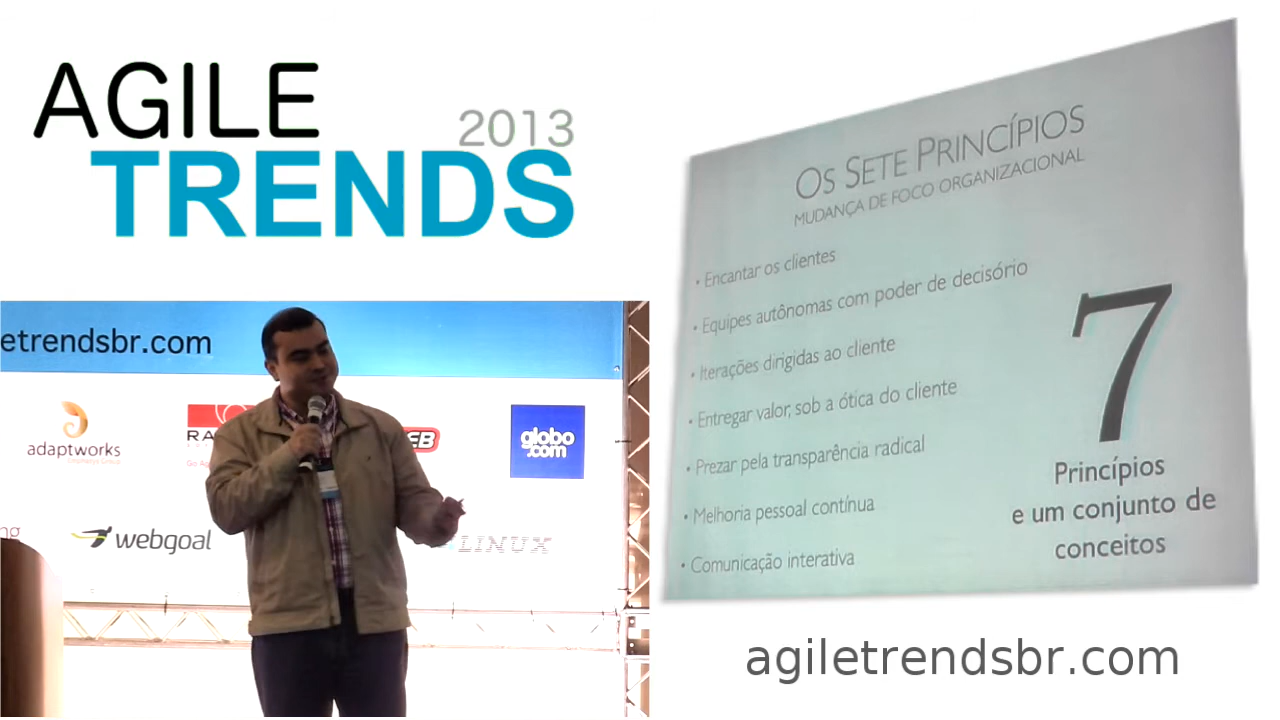 AGILE
2013
TRENDS
etrendsbr.com
adaptworks
globo
.com
webgoal
LINUX
OS SETE PRINCÍPIOS
MUDANÇA DE FOCO ORGANIZACIONAL
• Encantar os clientes
• Equipes autônomas com poder de decisório
• Iterações dirigidas ao cliente
• Entregar valor, sob a ótica do cliente
• Prezar pela transparência radical
• Melhoria pessoal contínua
• Comunicação interativa
7
Princípios
e um conjunto de
conceitos
agiletrendsbr.com